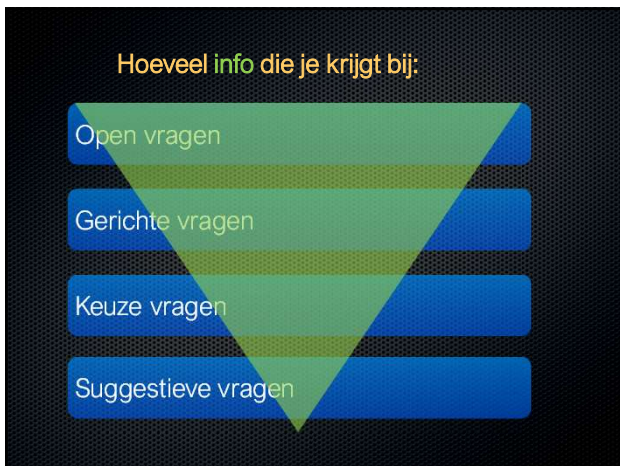 Hoeveel info die je krijgt bij:
Open vragen
Gerichte vragen
Keuze vragen
Suggestieve vragen